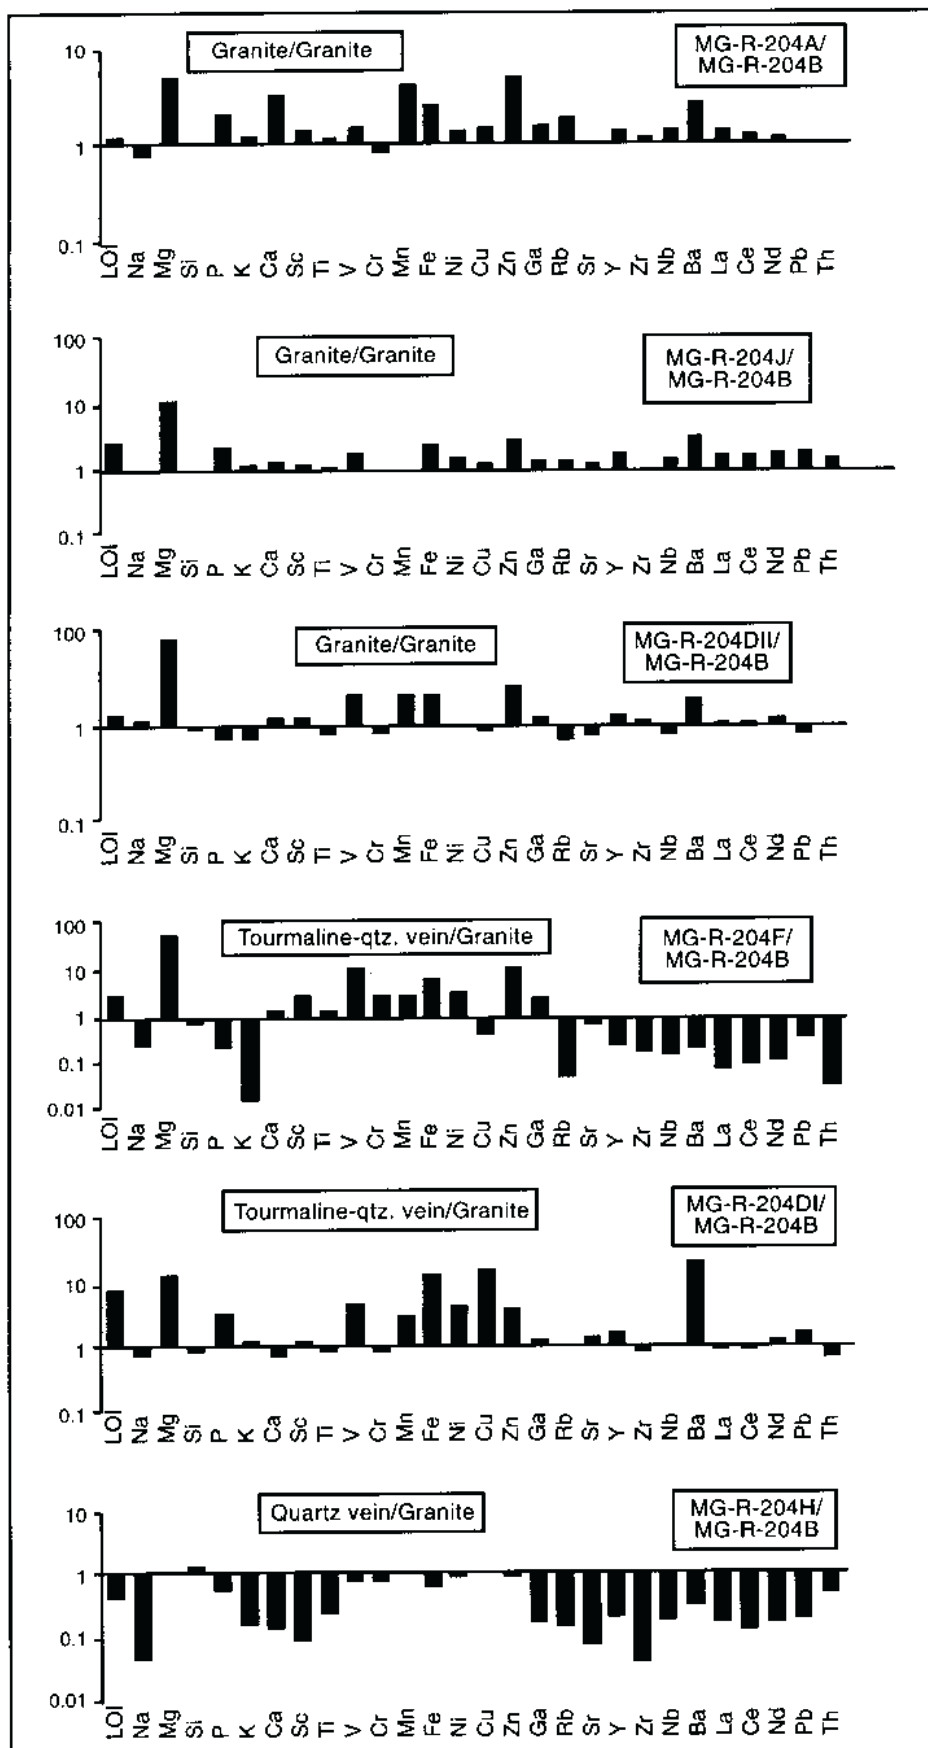 Granite/Granite
MG-R-204A/
MG-R-204B
10
1
0.1
LOI Na Mg Si P K Ca Sc Ti V Cr Mn Fe Ni Cu Zn Ga Rb Sr Y Zr Nb Ba La Ce Nd Pb Th
Granite/Granite
MG-R-204J/
MG-R-204B
100
10
1
0.1
LOI Na Mg Si P K Ca Sc Ti V Cr Mn Fe Ni Cu Zn Ga Rb Sr Y Zr Nb Ba La Ce Nd Pb Th
Granite/Granite
MG-R-204DII/
MG-R-204B
100
1
0.1
LOI Na Mg Si P K Ca Sc Ti V Cr Mn Fe Ni Cu Zn Ga Rb Sr Y Zr Nb Ba La Ce Nd Pb Th
Tourmaline-qtz. vein/Granite
MG-R-204F/
MG-R-204B
100
10
1
0.1
0.01
LOI Na Mg Si P K Ca Sc Ti V Cr Mn Fe Ni Cu Zn Ga Rb Sr Y Zr Nb Ba La Ce Nd Pb Th
Tourmaline-qtz. vein/Granite
MG-R-204DI/
MG-R-204B
100
10
1
0.1
LOI Na Mg Si P K Ca Sc Ti V Cr Mn Fe Ni Cu Zn Ga Rb Sr Y Zr Nb Ba La Ce Nd Pb Th
Quartz vein/Granite
MG-R-204H/
MG-R-204B
10
1
0.1
0.01
LOI Na Mg Si P K Ca Sc Ti V Cr Mn Fe Ni Cu Zn Ga Rb Sr Y Zr Nb Ba La Ce Nd Pb Th